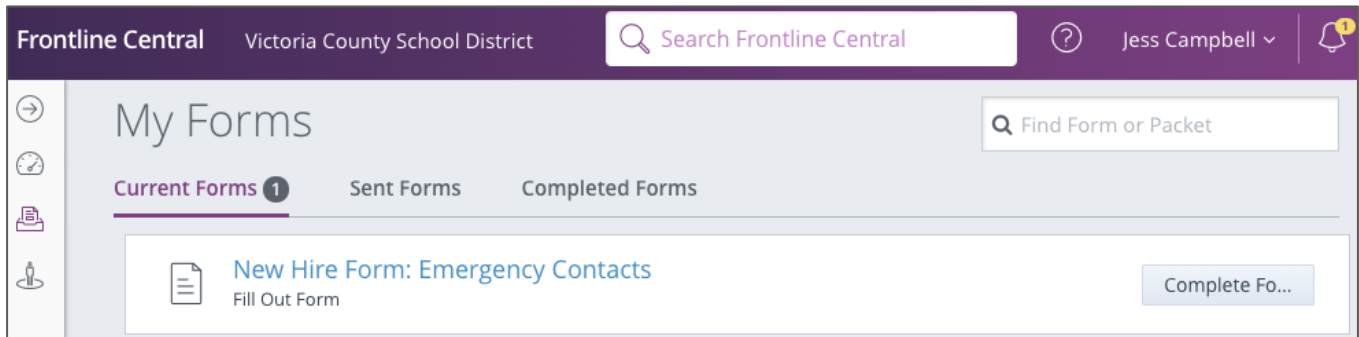 Frontline Central Victoria County School District Search Frontline Central ? Jess Campbell 1
My Forms Find Form or Packet
Current Forms 1 Sent Forms Completed Forms
New Hire Form: Emergency Contacts
Fill Out Form
Complete Fo...